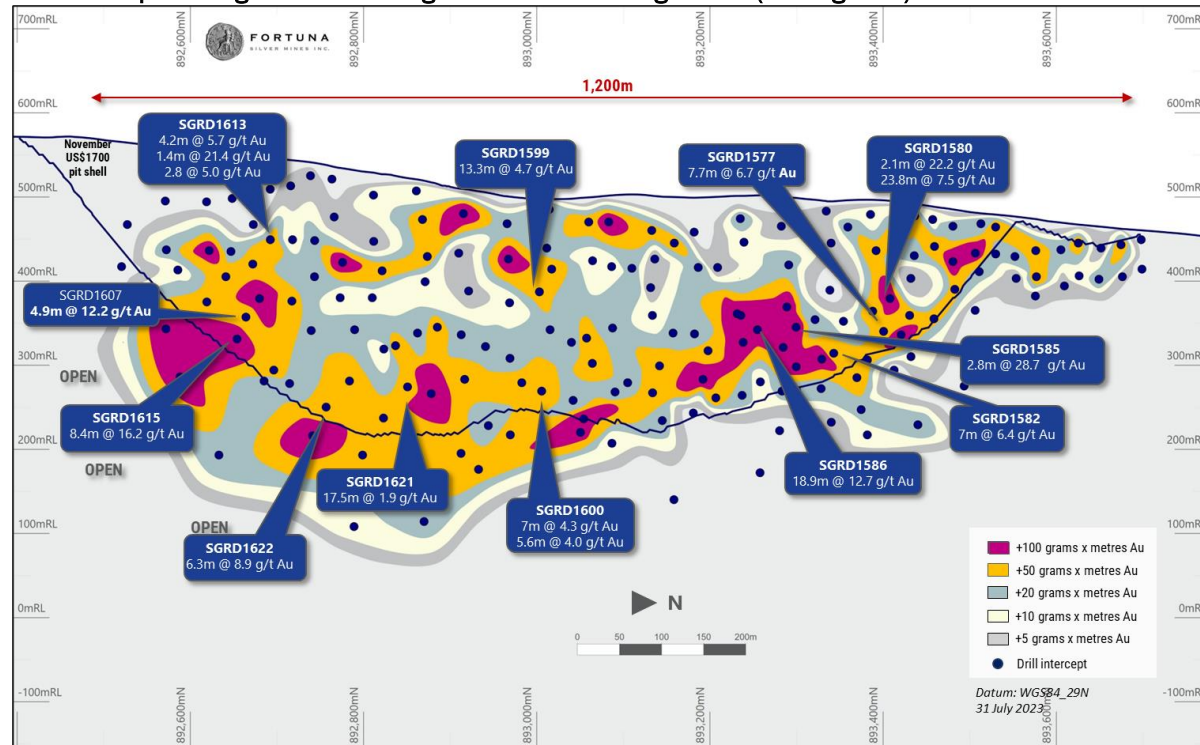 700mRL
892,600mN
892,800mN
893,000mN
893,200mN
893,400mN
893,600mN
700mRL
FORTUNA
SILVER MINES INC.
1,200m
600mRL
600mRL
November
US$1700
pit shell
SGRD1613
4.2m @ 5.7 g/t Au
1.4m @ 21.4 g/t Au
2.8 @ 5.0 g/t Au
SGRD1599
13.3m @ 4.7 g/t Au
SGRD1577
7.7m @ 6.7 g/t Au
SGRD1580
2.1m @ 22.2 g/t Au
23.8m @ 7.5 g/t Au
500mRL
500mRL
400mRL
400mRL
SGRD1607
4.9m @ 12.2 g/t Au
300mRL
300mRL
SGRD1585
2.8m @ 28.7 g/t Au
OPEN
SGRD1615
8.4m @ 16.2 g/t Au
SGRD1582
7m @ 6.4 g/t Au
200mRL
200mRL
OPEN
SGRD1586
18.9m @ 12.7 g/t Au
SGRD1621
17.5m @ 1.9 g/t Au
SGRD1600
7m @ 4.3 g/t Au
5.6m @ 4.0 g/t Au
100mRL
100mRL
OPEN
SGRD1622
6.3m @ 8.9 g/t Au
+100 grams x metres Au
+50 grams x metres Au
+20 grams x metres Au
+10 grams x metres Au
+5 grams x metres Au
Drill intercept
N
0mRL
0mRL
0 50 100 150 200m
Datum: WGS84_29N
31 July 2023
-100mRL
-100mRL
892,600mN
892,800mN
893,000mN
893,200mN
893,400mN
893,600mN